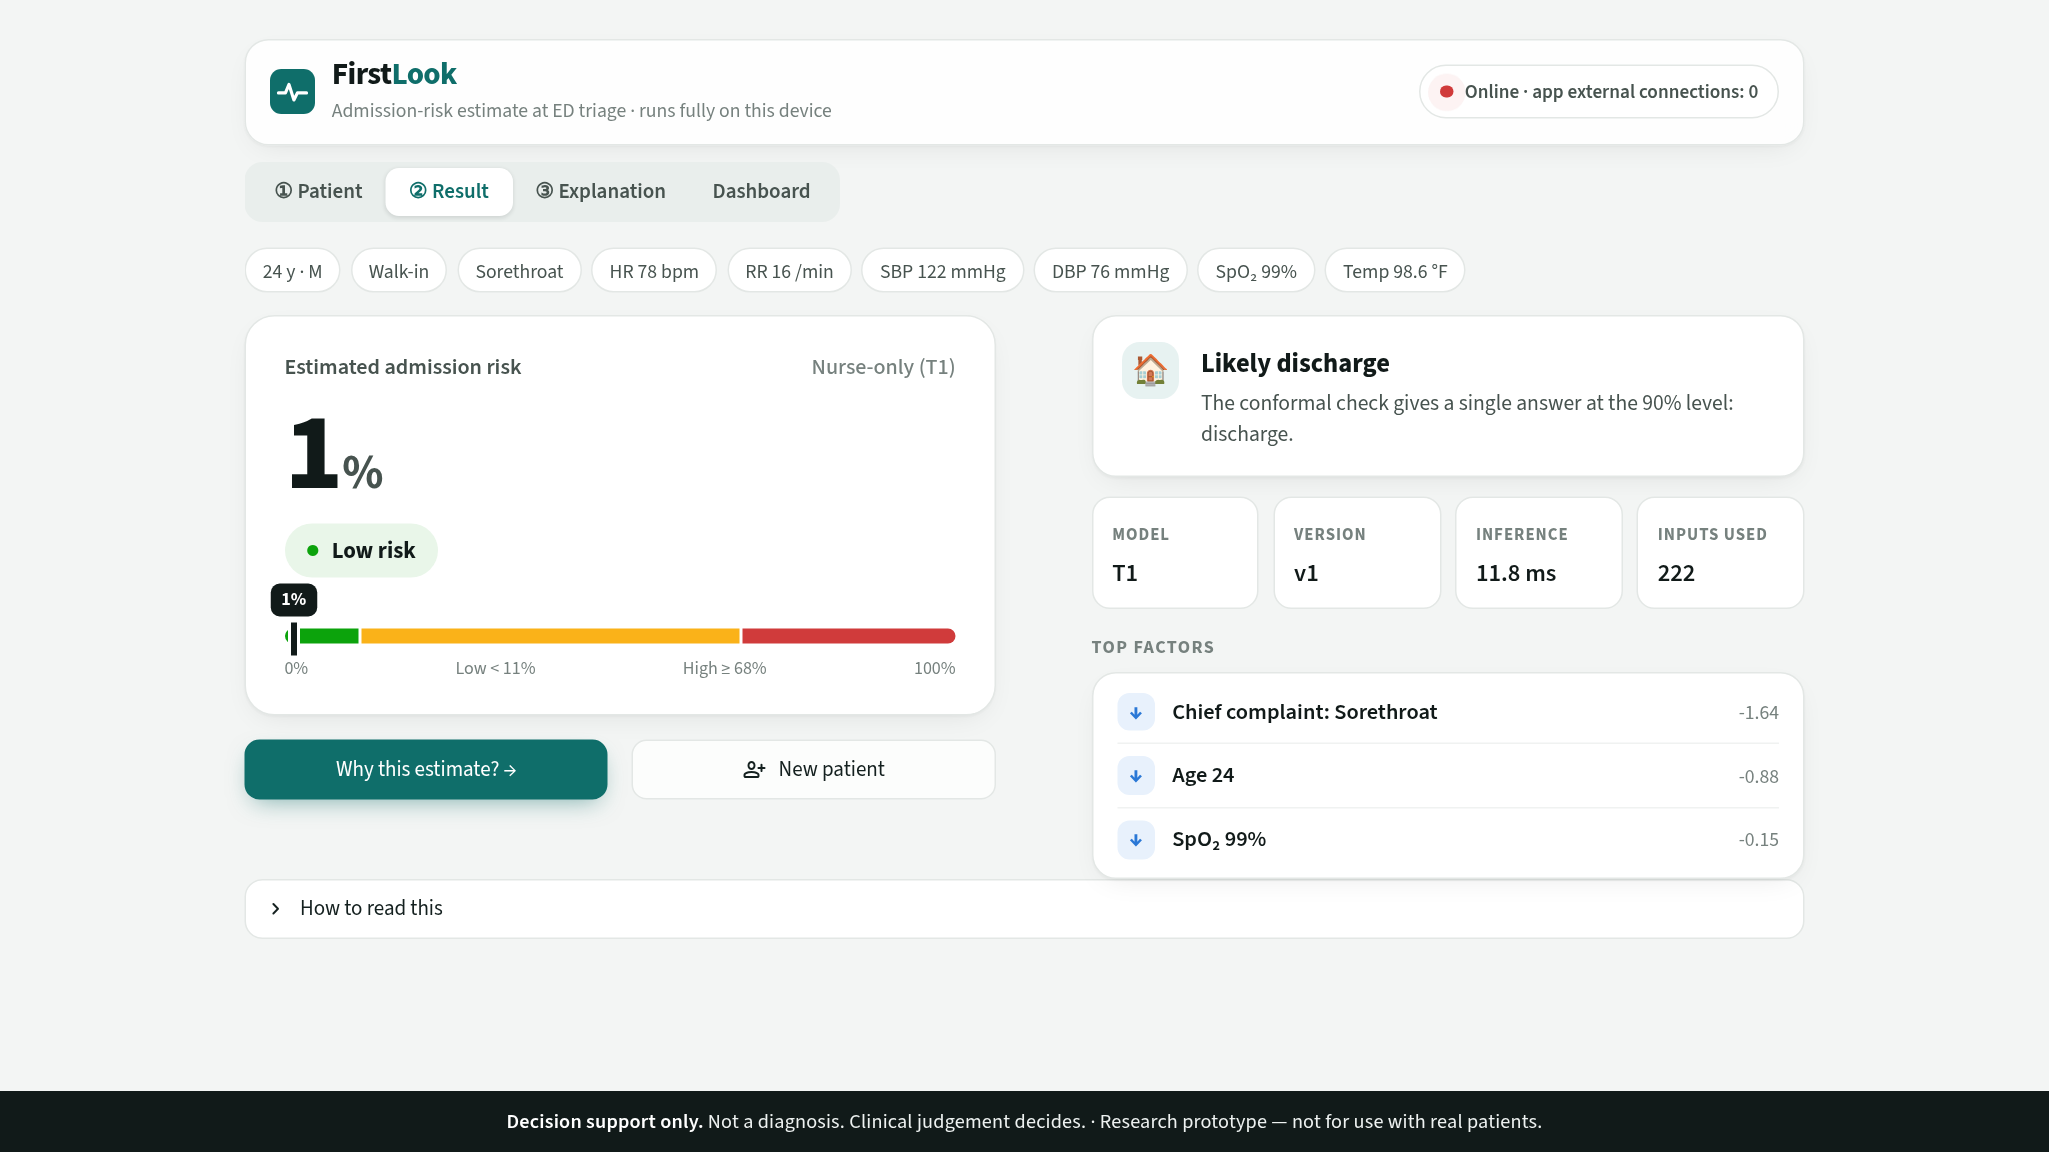 FirstLook
Admission-risk estimate at ED triage · runs fully on this device
Online · app external connections: 0
① Patient
② Result
③ Explanation
Dashboard
24 y · M
Walk-in
Sorethroat
HR 78 bpm
RR 16 /min
SBP 122 mmHg
DBP 76 mmHg
SpO₂ 99%
Temp 98.6 °F
Estimated admission risk
Nurse-only (T1)
1%
Low risk
1%
0%
Low < 11%
High ≥ 68%
100%
Why this estimate? →
New patient
Likely discharge
The conformal check gives a single answer at the 90% level:
discharge.
MODEL
T1
VERSION
v1
INFERENCE
11.8 ms
INPUTS USED
222
TOP FACTORS
Chief complaint: Sorethroat
-1.64
Age 24
-0.88
SpO₂ 99%
-0.15
How to read this
Decision support only. Not a diagnosis. Clinical judgement decides. · Research prototype — not for use with real patients.